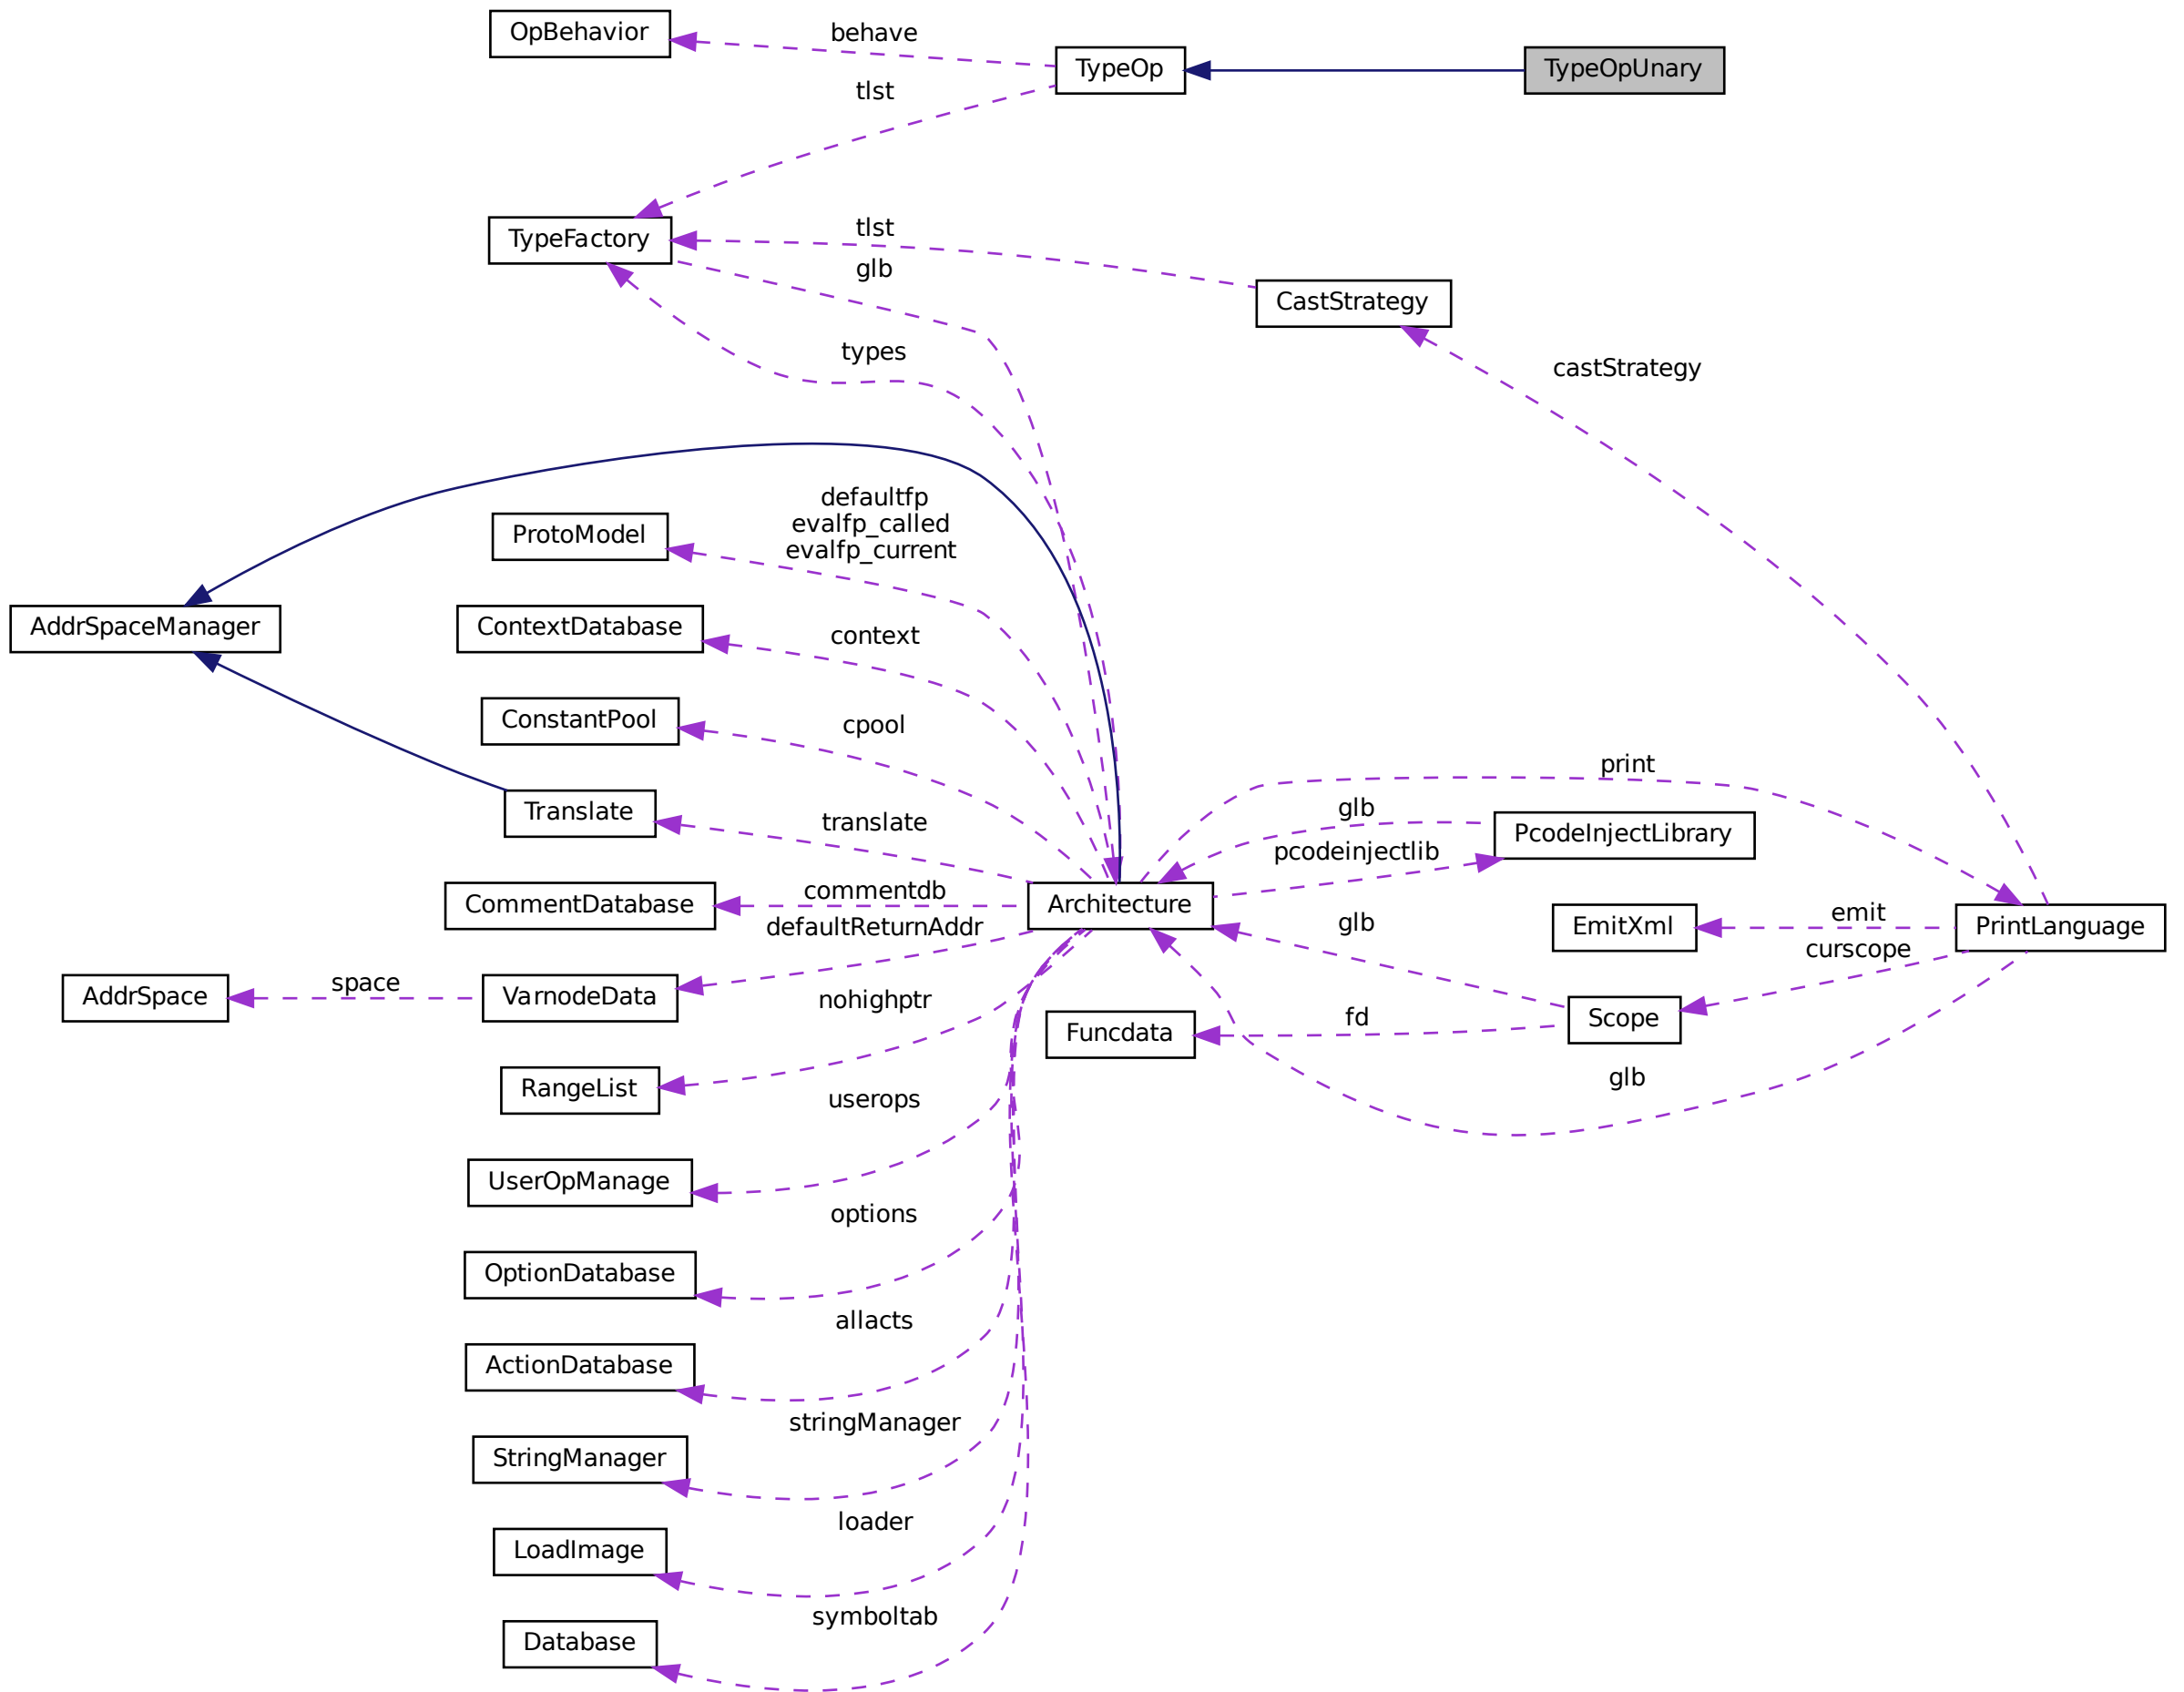 OpBehavior
behave
TypeOp
TypeOpUnary
tlst
TypeFactory
tlst
glb
CastStrategy
types
castStrategy
defaultfp
evalfp_called
evalfp_current
ProtoModel
AddrSpaceManager
ContextDatabase
context
ConstantPool
cpool
print
Translate
translate
glb
PcodeInjectLibrary
pcodeinjectlib
CommentDatabase
commentdb
Architecture
defaultReturnAddr
glb
EmitXml
emit
PrintLanguage
curscope
AddrSpace
space
VarnodeData
nohighptr
Funcdata
fd
Scope
RangeList
userops
glb
UserOpManage
options
OptionDatabase
allacts
ActionDatabase
stringManager
StringManager
loader
LoadImage
symboltab
Database